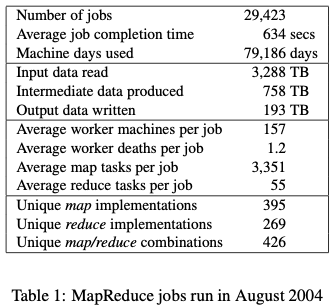 Number of jobs 29,423
Average job completion time 634 secs
Machine days used 79,186 days
Input data read 3,288 TB
Intermediate data produced 758 TB
Output data written 193 TB
Average worker machines per job 157
Average worker deaths per job 1.2
Average map tasks per job 3,351
Average reduce tasks per job 55
Unique map implementations 395
Unique reduce implementations 269
Unique map/reduce combinations 426
Table 1: MapReduce jobs run in August 2004